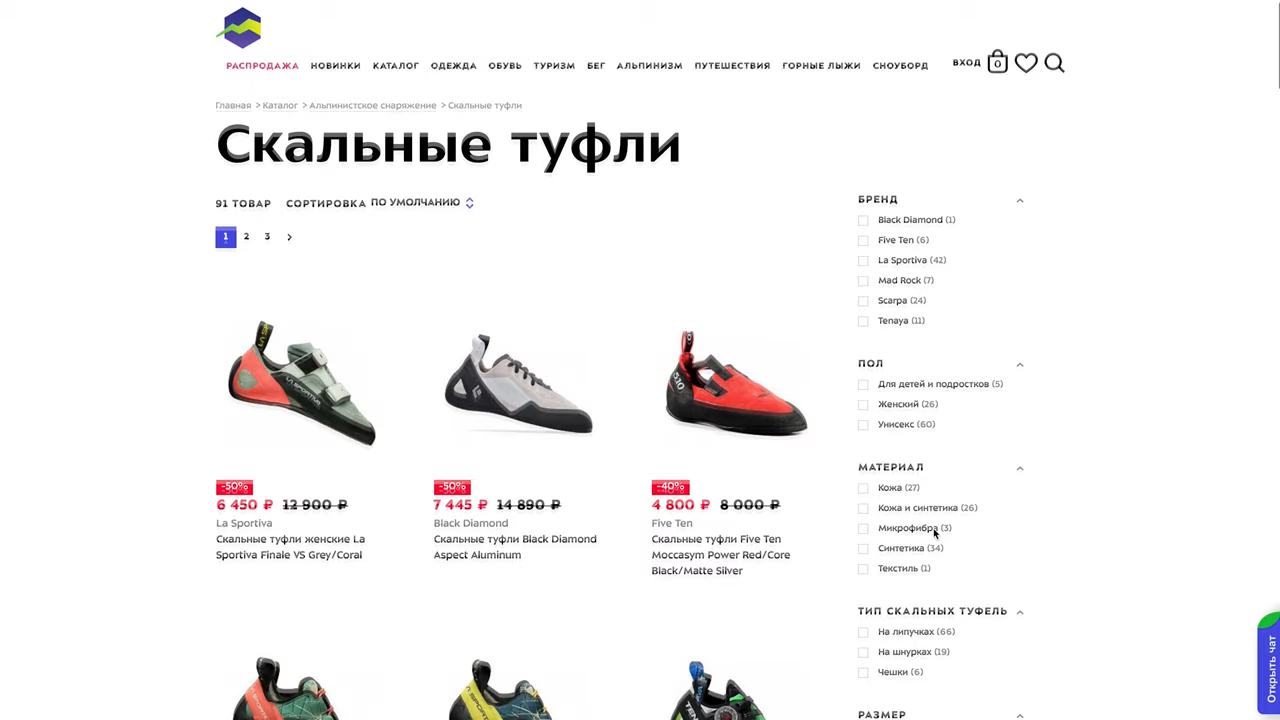 РАСПРОДАЖА НОВИНКИ КАТАЛОГ ОДЕЖДА ОБУВЬ ТУРИЗМ БЕГ АЛЬПИНИЗМ ПУТЕШЕСТВИЯ ГОРНЫЕ ЛЫЖИ СНОУБОРД ВХОД 0
Главная > Каталог > Альпинистское снаряжение > Скальные туфли
Скальные туфли
91 ТОВАР СОРТИРОВКА ПО УМОЛЧАНИЮ
1 2 3 >
-50%
6 450 ₽ 12 900 ₽
La Sportiva
Скальные туфли женские La
Sportiva Finale VS Grey/Coral
-50%
7 445 ₽ 14 890 ₽
Black Diamond
Скальные туфли Black Diamond
Aspect Aluminum
-40%
4 800 ₽ 8 000 ₽
Five Ten
Скальные туфли Five Ten
Moccasym Power Red/Core
Black/Matte Silver
БРЕНД
Black Diamond (1)
Five Ten (6)
La Sportiva (42)
Mad Rock (7)
Scarpa (24)
Tenaya (11)
ПОЛ
Для детей и подростков (5)
Женский (26)
Унисекс (60)
МАТЕРИАЛ
Кожа (27)
Кожа и синтетика (26)
Микрофибра (3)
Синтетика (34)
Текстиль (1)
ТИП СКАЛЬНЫХ ТУФЕЛЬ
На липучках (66)
На шнурках (19)
Чешки (6)
РАЗМЕР
Открыть чат